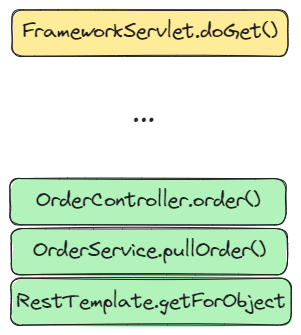 FrameworkServlet.doGet()
...
OrderController.order()
OrderService.pullOrder()
RestTemplate.getForObject